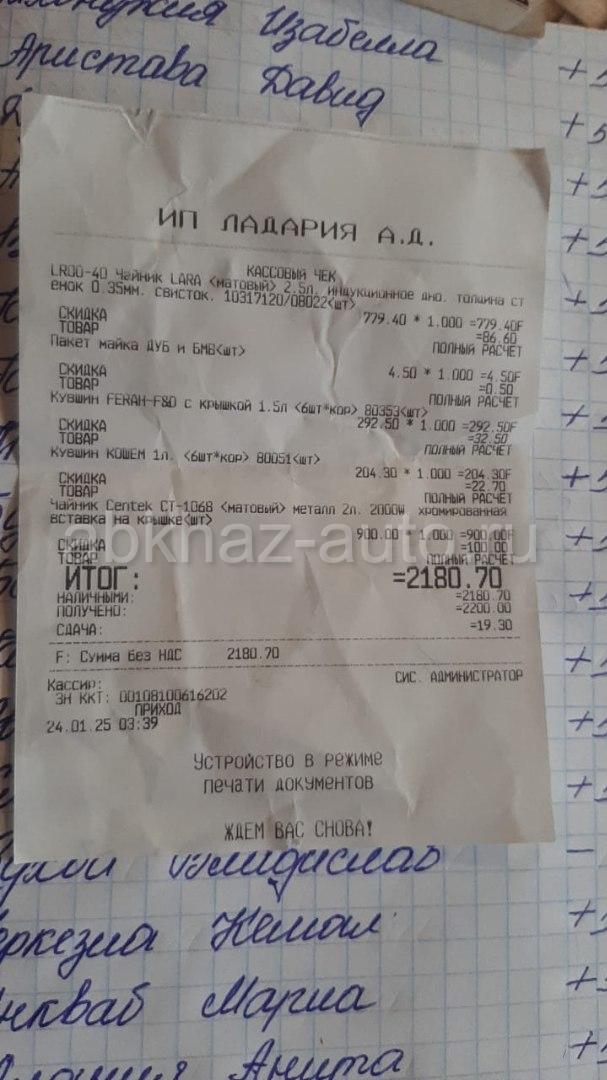 Изабелла
Аристава Давид
ИП ЛАДАРИЯ А.Д.
КАССОВЫЙ ЧЕК
LR00-40 Чайник LARA <матовый> 2.5л. индукционное дно. толщина ст
енок 0.35мм. свисток. 10317120/08022<шт>
779.40 * 1.000 =779.40F
СКИДКА =86.60
ТОВАР ПОЛНЫЙ РАСЧЕТ
Пакет майка ДУБ и БМВ<шт>
4.50 * 1.000 =4.50F
СКИДКА =0.50
ТОВАР ПОЛНЫЙ РАСЧЕТ
Кувшин FERAH-F&D с крышкой 1.5л <6шт*кор> 80353<шт>
292.50 * 1.000 =292.50F
СКИДКА =32.50
ТОВАР ПОЛНЫЙ РАСЧЕТ
Кувшин КОШЕМ 1л. <6шт*кор> 80051<шт>
204.30 * 1.000 =204.30F
СКИДКА =22.70
ТОВАР ПОЛНЫЙ РАСЧЕТ
Чайник Centek CT-1068 <матовый> металл 2л. 2000w, хромированная
вставка на крышке<шт>
900.00 * 1.000 =900.00F
СКИДКА =100.00
ТОВАР ПОЛНЫЙ РАСЧЕТ
ИТОГ: =2180.70
НАЛИЧНЫМИ: =2180.70
ПОЛУЧЕНО: =2200.00
СДАЧА: =19.30
F: Сумма Без НДС 2180.70
Кассир: СИС. АДМИНИСТРАТОР
ЗН ККТ: 00108100616202
ПРИХОД
24.01.25 03:39
Устройство в режиме
печати документов
ЖДЕМ ВАС СНОВА!
Кемал
Мариа
Анита
abkhaz-auto.ru